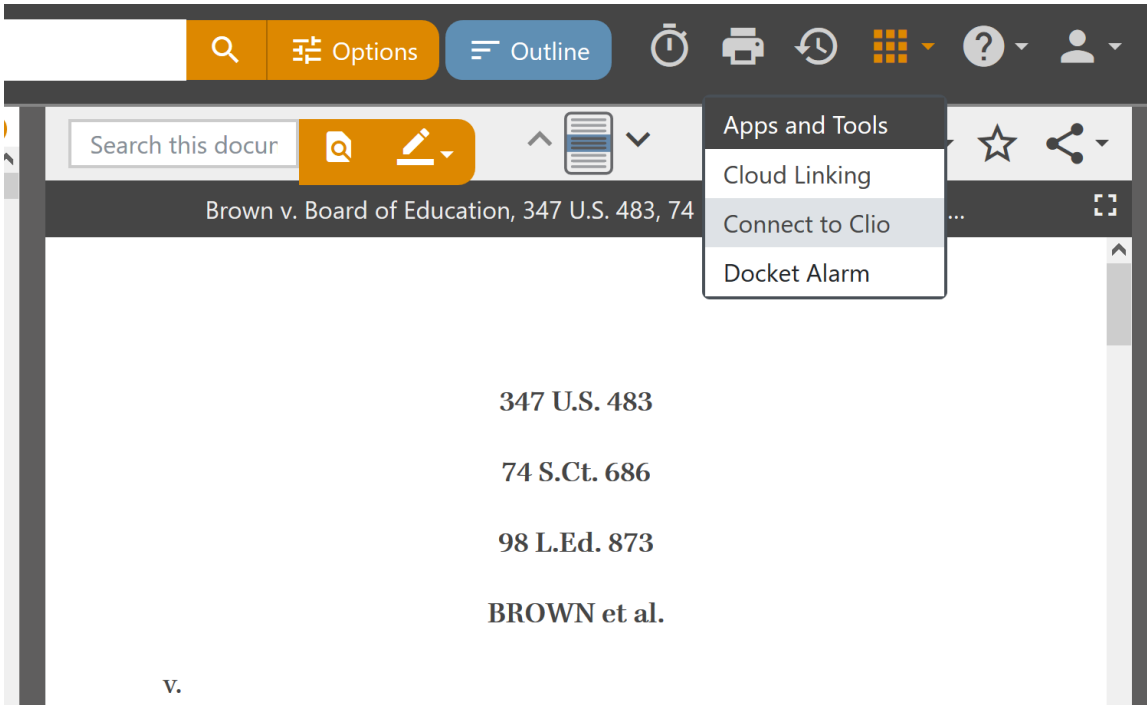 Options
Outline
Search this docur
Apps and Tools
Cloud Linking
Connect to Clio
Docket Alarm
Brown v. Board of Education, 347 U.S. 483, 74
...
347 U.S. 483
74 S.Ct. 686
98 L.Ed. 873
BROWN et al.
v.